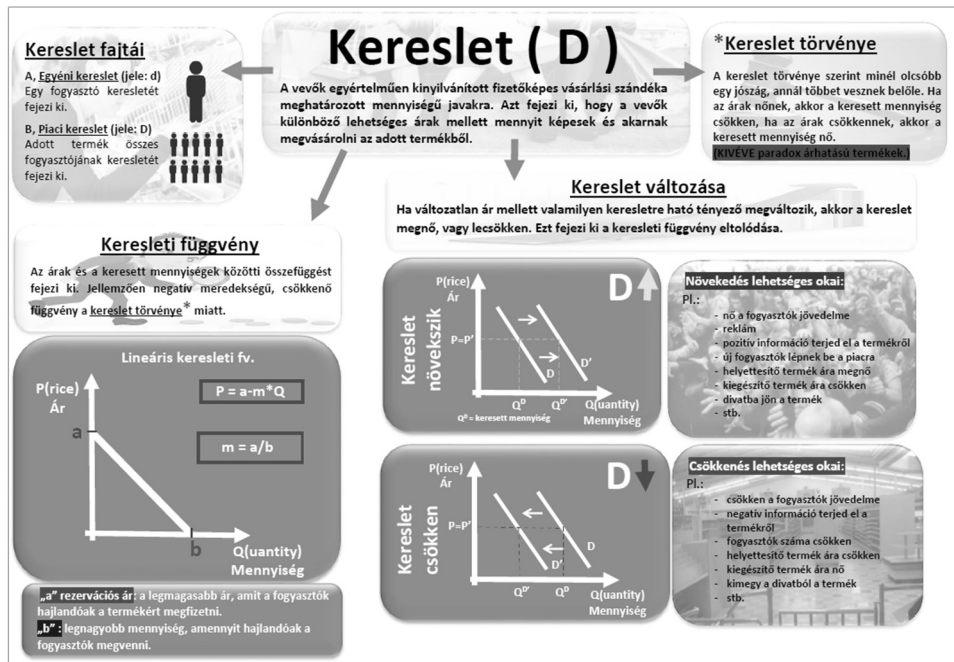 Kereslet ( D )
A vevők egyértelműen kinyilvánított fizetőképes vásárlási szándéka
meghatározott mennyiségű javakra. Azt fejezi ki, hogy a vevők
különböző lehetséges árak mellett mennyit képesek és akarnak
megvásárolni az adott termékből.
Kereslet fajtái
A, Egyéni kereslet (jele: d)
Egy fogyasztó keresletét
fejezi ki.
B, Piaci kereslet (jele: D)
Adott termék összes
fogyasztójának keresletét
fejezi ki.
*Kereslet törvénye
A kereslet törvénye szerint minél olcsóbb
egy jószág, annál többet vesznek belőle. Ha
az árak nőnek, akkor a keresett mennyiség
csökken, ha az árak csökkennek, akkor a
keresett mennyiség nő.
(KIVÉVE paradox árhatású termékek.)
Keresleti függvény
Az árak és a keresett mennyiségek közötti összefüggést
fejezi ki. Jellemzően negatív meredekségű, csökkenő
függvény a kereslet törvénye* miatt.
Lineáris keresleti fv.
P(rice)
Ár
P = a-m*Q
a
m = a/b
b
Q(uantity)
Mennyiség
„a” rezervációs ár: a legmagasabb ár, amit a fogyasztók
hajlandóak a termékért megfizetni.
„b” : legnagyobb mennyiség, amennyit hajlandóak a
fogyasztók megvenni.
Kereslet változása
Ha változatlan ár mellett valamilyen keresletre ható tényező megváltozik, akkor a kereslet
megnő, vagy lecsökken. Ezt fejezi ki a keresleti függvény eltolódása.
Kereslet
növekszik
P(rice)
Ár
D
P=P'
D
D'
Qᴰ
Qᴰ'
Q(uantity)
Qᴰ = keresett mennyiség
Mennyiség
Növekedés lehetséges okai:
Pl.:
- nő a fogyasztók jövedelme
- reklám
- pozitív információ terjed el a termékről
- új fogyasztók lépnek be a piacra
- helyettesítő termék ára megnő
- kiegészítő termék ára csökken
- divatba jön a termék
- stb.
Kereslet
csökken
P(rice)
Ár
D
P=P'
D
D'
Qᴰ'
Qᴰ
Q(uantity)
Mennyiség
Csökkenés lehetséges okai:
Pl.:
- csökken a fogyasztók jövedelme
- negatív információ terjed el a
termékről
- fogyasztók száma csökken
- helyettesítő termék ára csökken
- kiegészítő termék ára nő
- kimegy a divatból a termék
- stb.